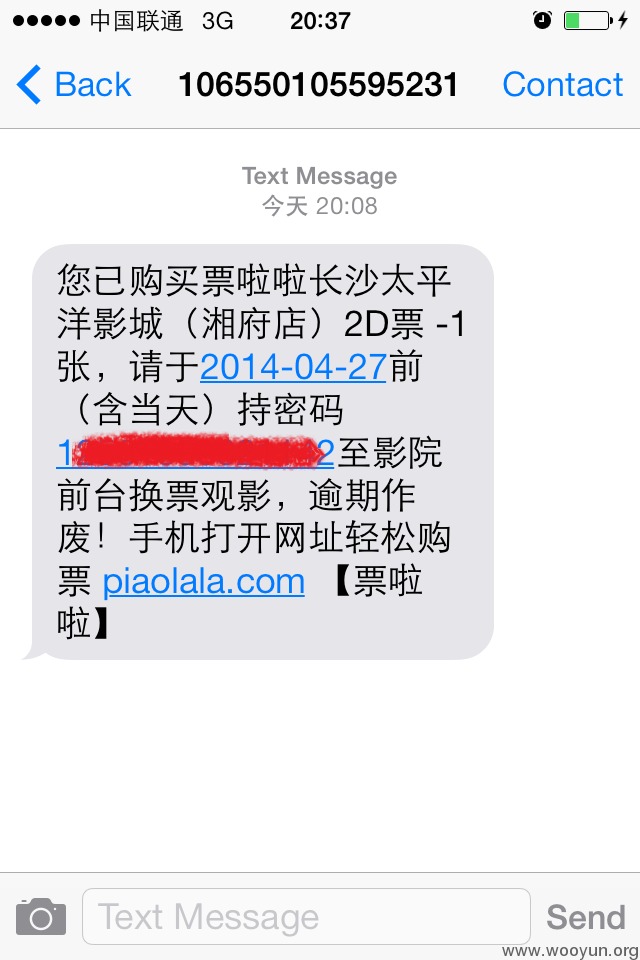 中国联通 3G 20:37
Back 106550105595231 Contact
Text Message
今天 20:08
您已购买票啦啦长沙太平
洋影城（湘府店）2D票 -1
张，请于2014-04-27前
（含当天）持密码
1 2至影院
前台换票观影，逾期作
废！手机打开网址轻松购
票 piaolala.com 【票啦
啦】
Text Message Send
www.wooyun.org